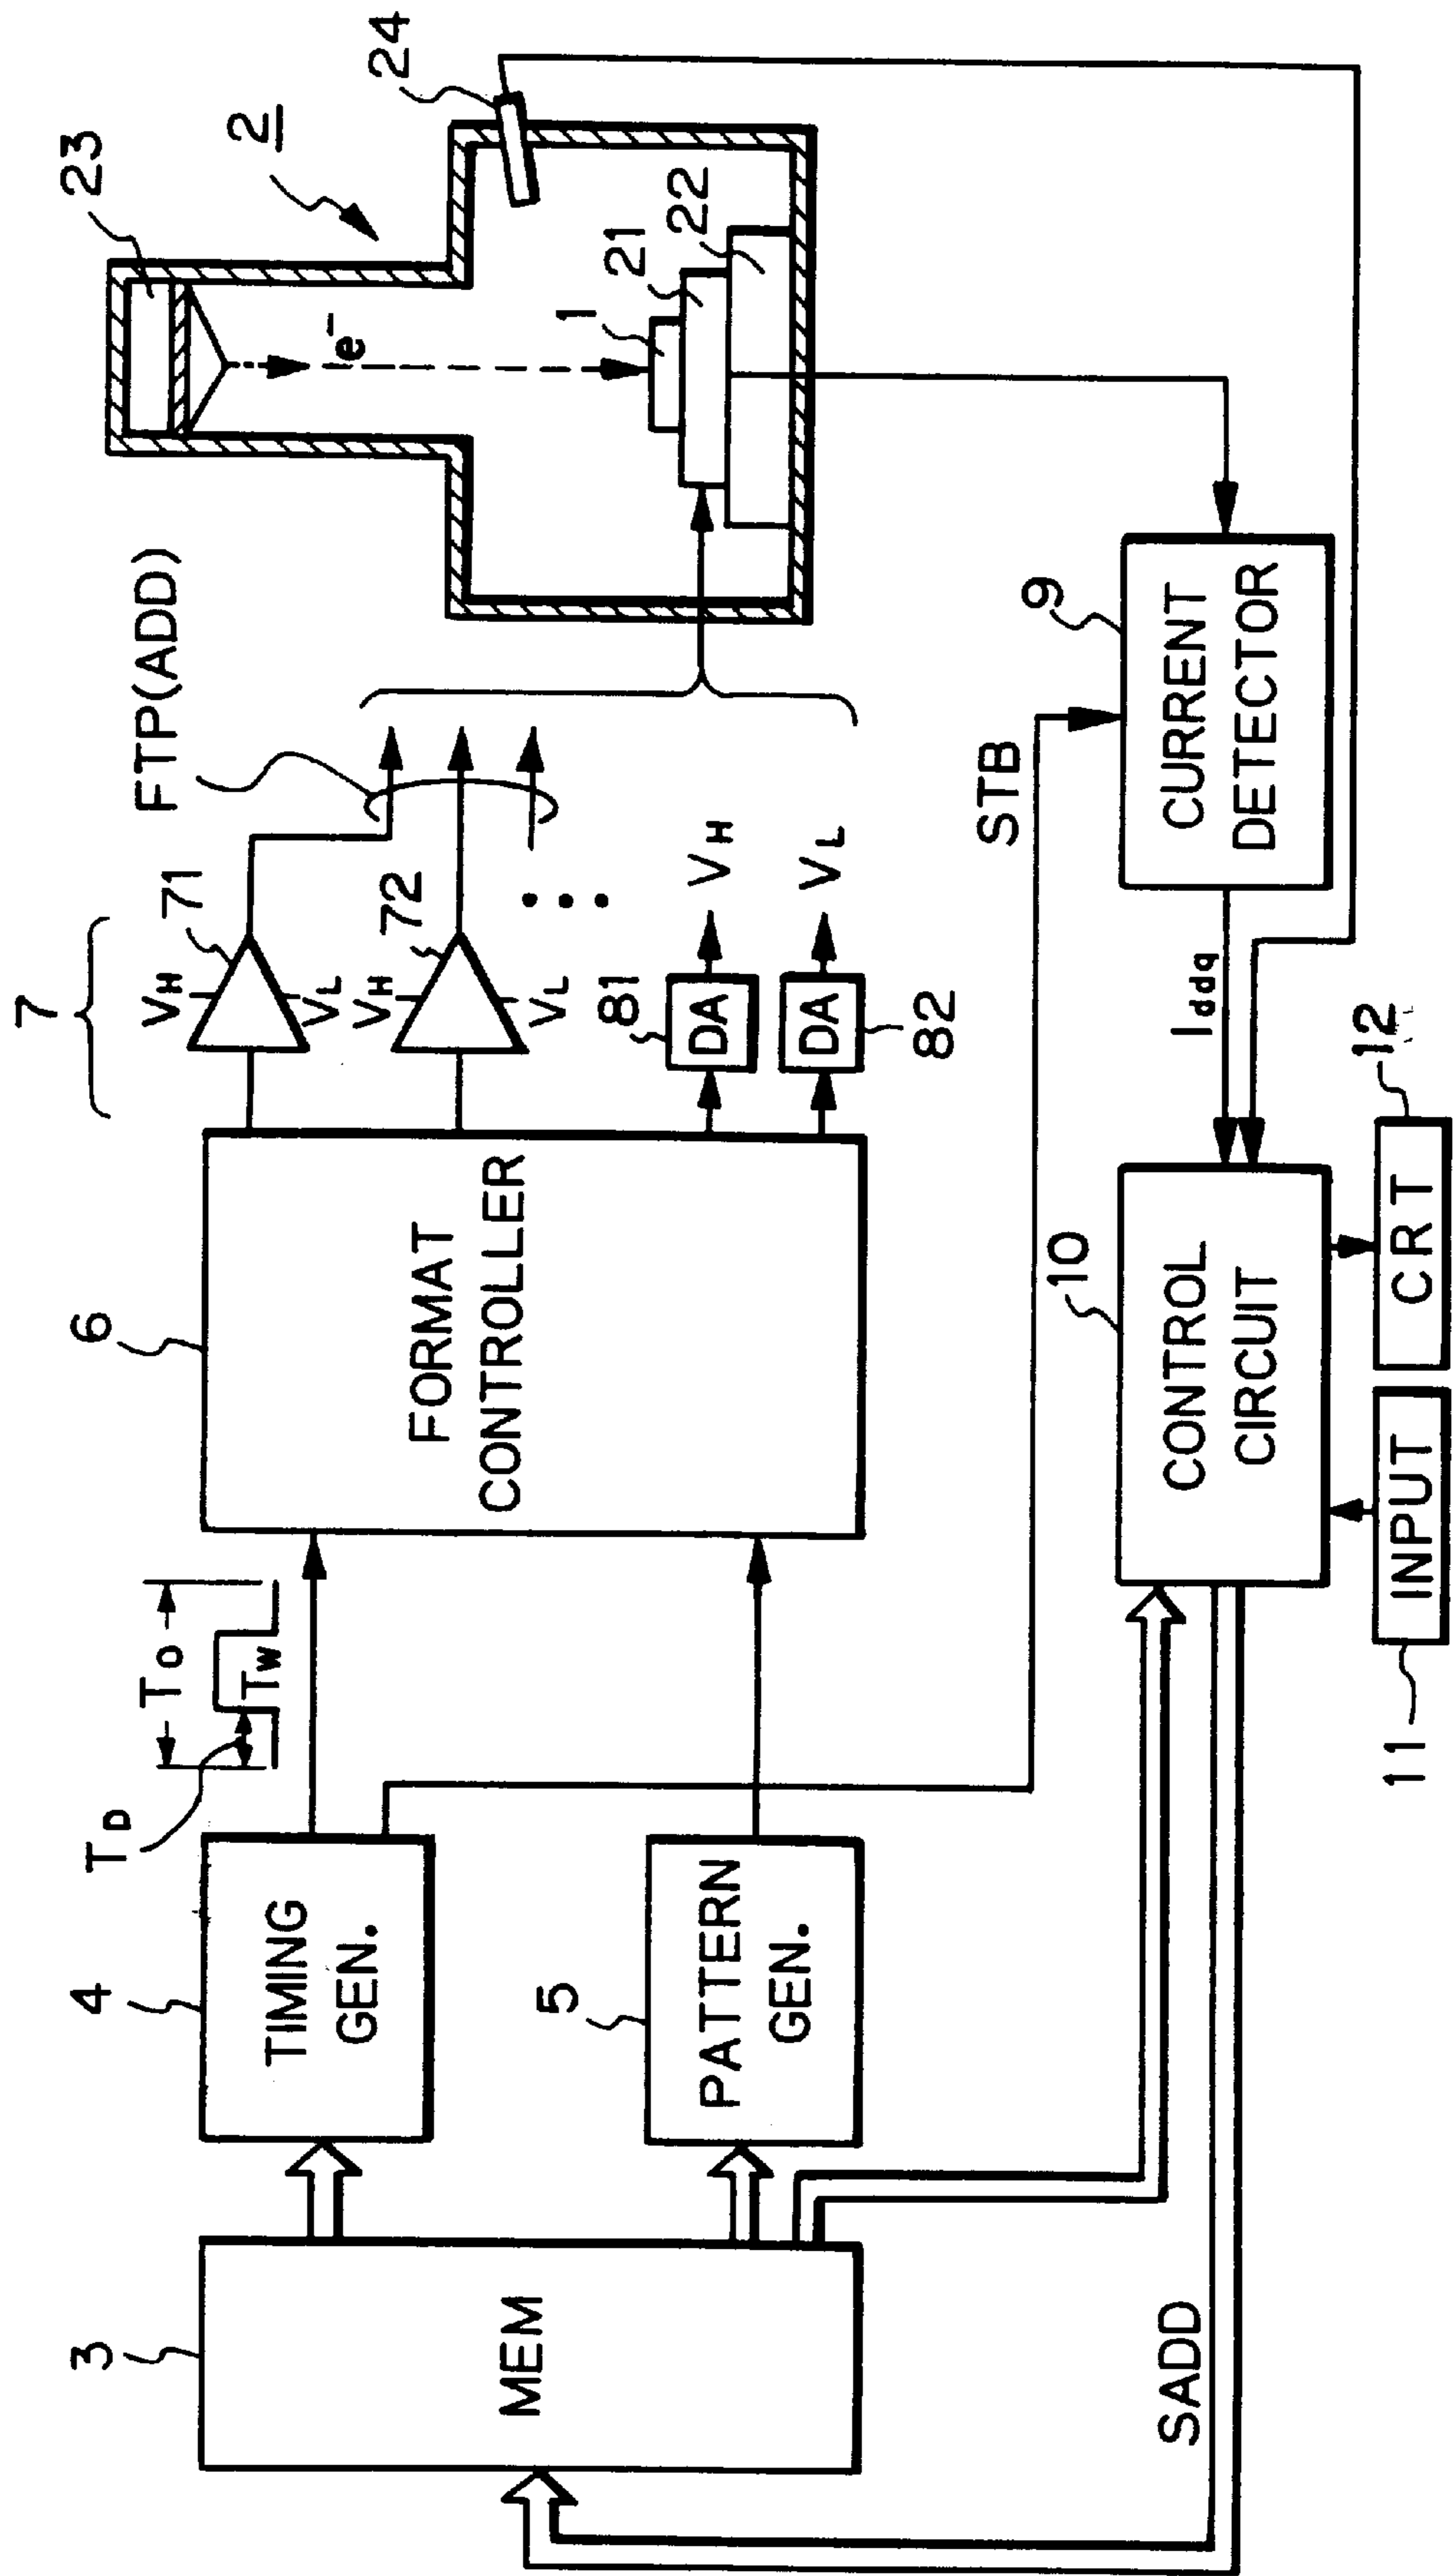 3
MEM
4
TIMING
GEN.
5
PATTERN
GEN.
TD
TO
TW
6
FORMAT
CONTROLLER
7
VH
71
VL
VH
72
VL
81
DA
VH
82
DA
VL
FTP(ADD)
23
2
24
e-
1
21
22
STB
9
CURRENT
DETECTOR
Iddq
10
CONTROL
CIRCUIT
SADD
11
INPUT
12
CRT